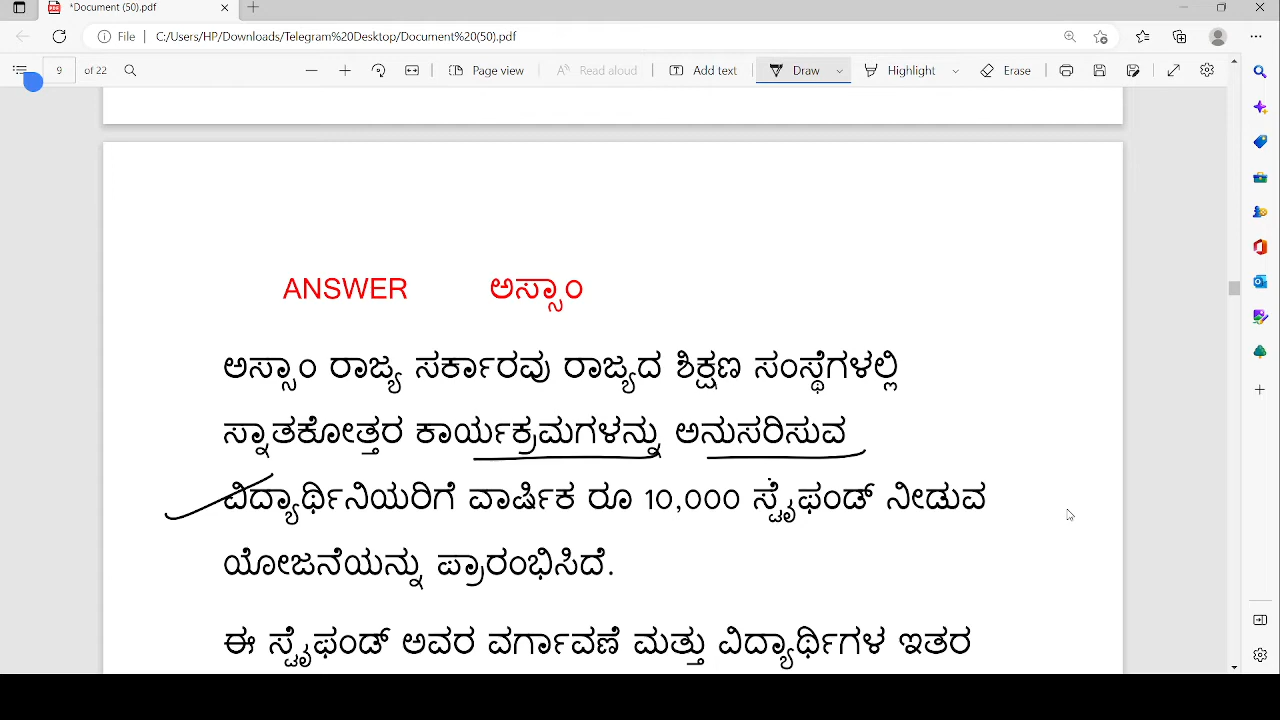 *Document (50).pdf
File C:/Users/HP/Downloads/Telegram%20Desktop/Document%20(50).pdf
9 of 22 Page view Read aloud Add text Draw Highlight Erase
ANSWER ಅಸ್ಸಾಂ
ಅಸ್ಸಾಂ ರಾಜ್ಯ ಸರ್ಕಾರವು ರಾಜ್ಯದ ಶಿಕ್ಷಣ ಸಂಸ್ಥೆಗಳಲ್ಲಿ
ಸ್ನಾತಕೋತ್ತರ ಕಾರ್ಯಕ್ರಮಗಳನ್ನು ಅನುಸರಿಸುವ
ವಿದ್ಯಾರ್ಥಿನಿಯರಿಗೆ ವಾರ್ಷಿಕ ರೂ 10,000 ಸ್ಟೈಫಂಡ್ ನೀಡುವ
ಯೋಜನೆಯನ್ನು ಪ್ರಾರಂಭಿಸಿದೆ.
ಈ ಸ್ಟೈಫಂಡ್ ಅವರ ವರ್ಗಾವಣೆ ಮತ್ತು ವಿದ್ಯಾರ್ಥಿಗಳ ಇತರ